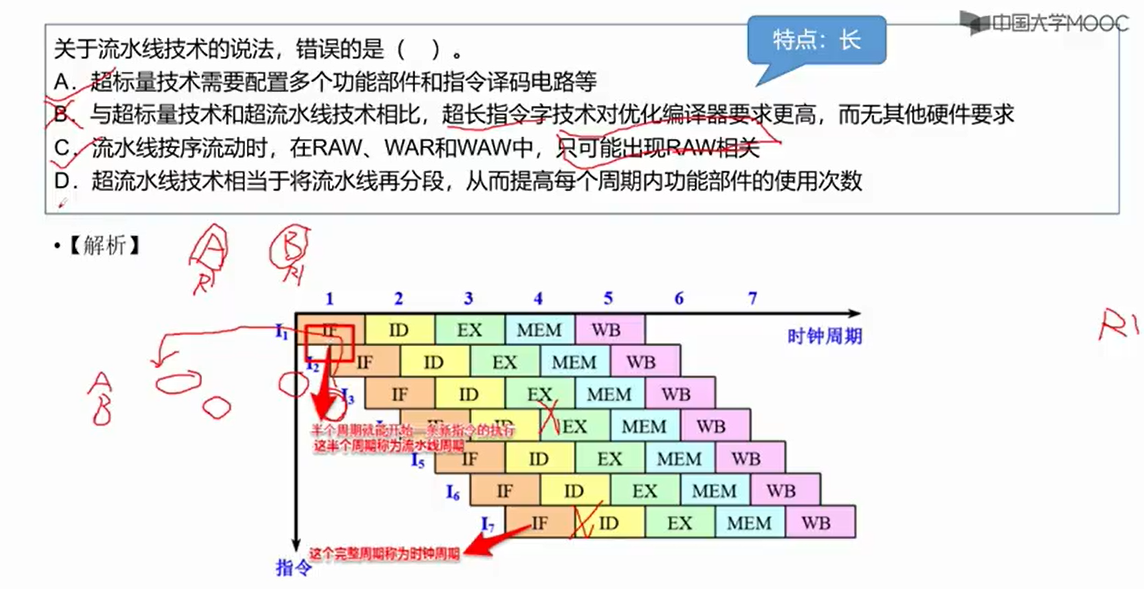 中国大学MOOC
特点：长
关于流水线技术的说法，错误的是（ ）。
A．超标量技术需要配置多个功能部件和指令译码电路等
B．与超标量技术和超流水线技术相比，超长指令字技术对优化编译器要求更高，而无其他硬件要求
C．流水线按序流动时，在RAW、WAR和WAW中，只可能出现RAW相关
D．超流水线技术相当于将流水线再分段，从而提高每个周期内功能部件的使用次数
•【解析】
A B
R1 R1
1 2 3 4 5 6 7
时钟周期
R1
I1 IF ID EX MEM WB
I2 IF ID EX MEM WB
A
B
I3 IF ID EX MEM WB
IF ID EX MEM WB
半个周期就能开始一条新指令的执行
这半个周期称为流水线周期
I5 IF ID EX MEM WB
I6 IF ID EX MEM WB
I7 IF ID EX MEM WB
这个完整周期称为时钟周期
指令